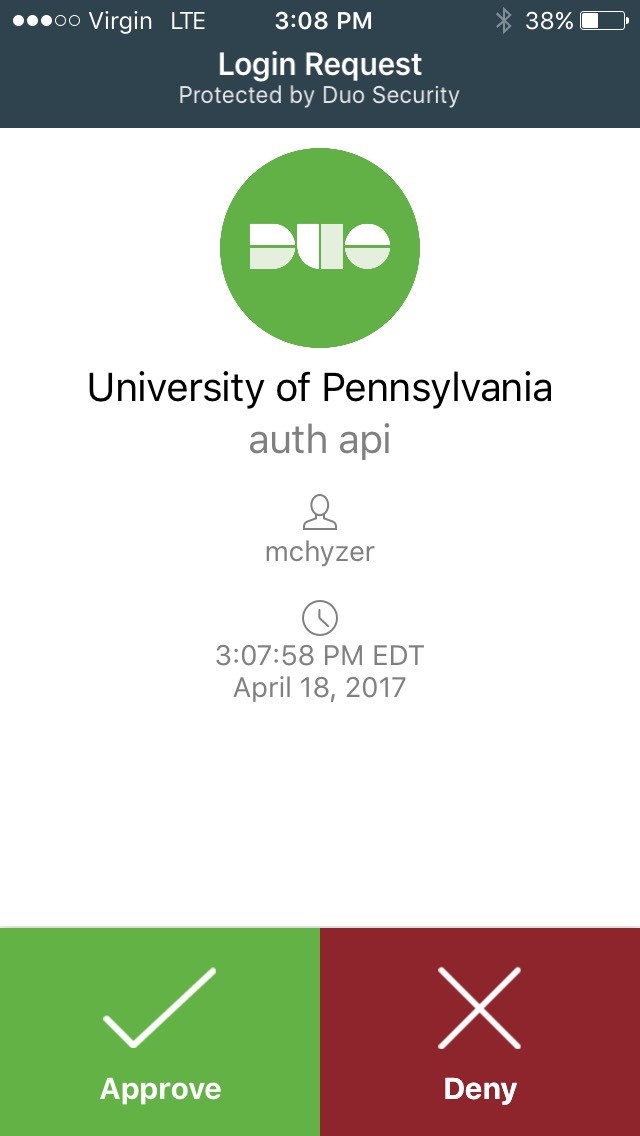 Virgin LTE 3:08 PM 38%
Login Request
Protected by Duo Security
DUO
University of Pennsylvania
auth api
mchyzer
3:07:58 PM EDT
April 18, 2017
Approve Deny